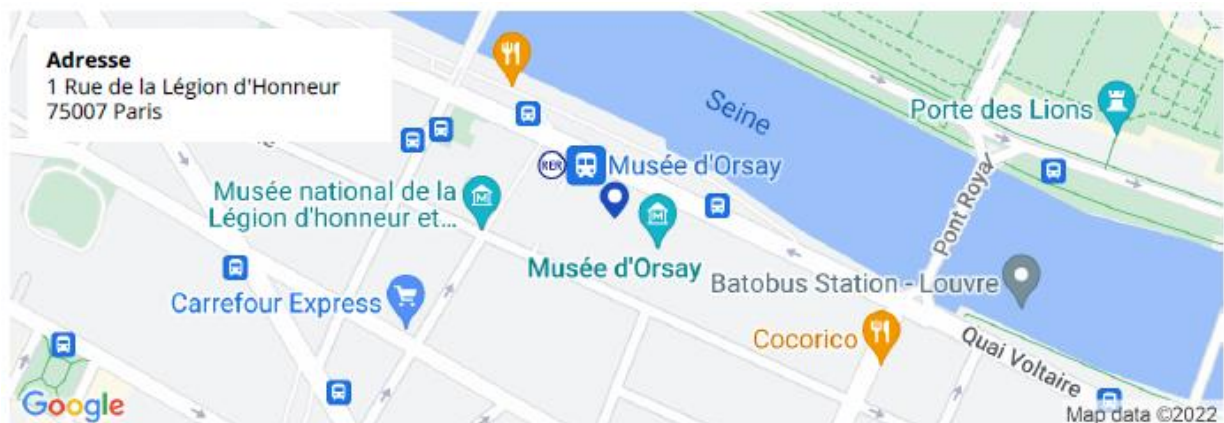 Adresse
1 Rue de la Légion d'Honneur
75007 Paris
Seine
Porte des Lions
RER
Musée d'Orsay
Musée national de la
Légion d'honneur et...
Musée d'Orsay
Pont Royal
Batobus Station - Louvre
Carrefour Express
Cocorico
Quai Voltaire
Google
Map data ©2022